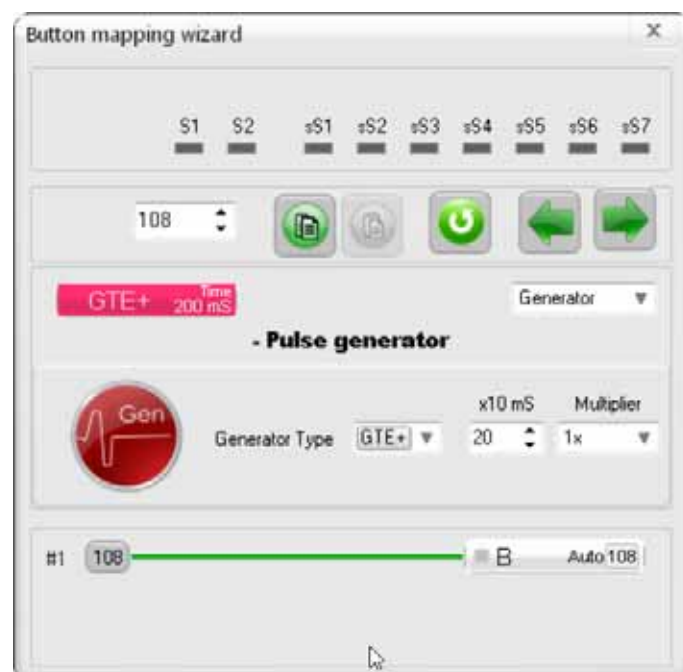 Button mapping wizard x
S1 S2 sS1 sS2 sS3 sS4 sS5 sS6 sS7
108
GTE+ Time 200 mS
Generator
- Pulse generator
Gen
x10 mS Multiplier
Generator Type GTE+ 20 1x
#1 108 B Auto 108